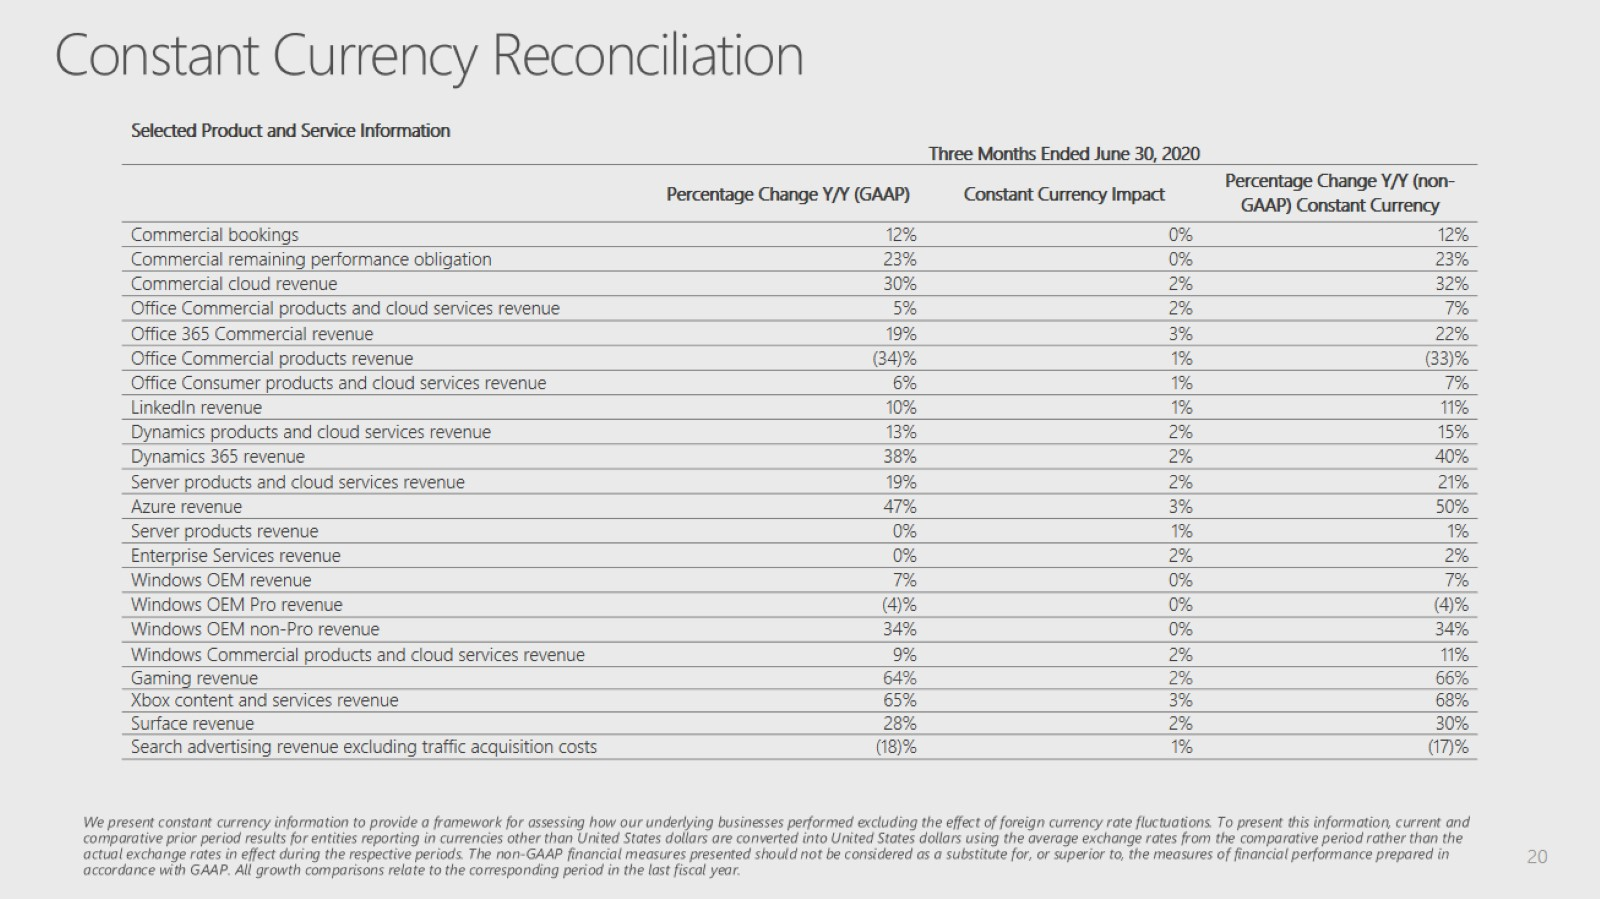 Constant Currency Reconciliation
Selected Product and Service Information
Three Months Ended June 30, 2020
Percentage Change Y/Y (GAAP) Constant Currency Impact Percentage Change Y/Y (non-
GAAP) Constant Currency
Commercial bookings 12% 0% 12%
Commercial remaining performance obligation 23% 0% 23%
Commercial cloud revenue 30% 2% 32%
Office Commercial products and cloud services revenue 5% 2% 7%
Office 365 Commercial revenue 19% 3% 22%
Office Commercial products revenue (34)% 1% (33)%
Office Consumer products and cloud services revenue 6% 1% 7%
LinkedIn revenue 10% 1% 11%
Dynamics products and cloud services revenue 13% 2% 15%
Dynamics 365 revenue 38% 2% 40%
Server products and cloud services revenue 19% 2% 21%
Azure revenue 47% 3% 50%
Server products revenue 0% 1% 1%
Enterprise Services revenue 0% 2% 2%
Windows OEM revenue 7% 0% 7%
Windows OEM Pro revenue (4)% 0% (4)%
Windows OEM non-Pro revenue 34% 0% 34%
Windows Commercial products and cloud services revenue 9% 2% 11%
Gaming revenue 64% 2% 66%
Xbox content and services revenue 65% 3% 68%
Surface revenue 28% 2% 30%
Search advertising revenue excluding traffic acquisition costs (18)% 1% (17)%
We present constant currency information to provide a framework for assessing how our underlying businesses performed excluding the effect of foreign currency rate fluctuations. To present this information, current and
comparative prior period results for entities reporting in currencies other than United States dollars are converted into United States dollars using the average exchange rates from the comparative period rather than the
actual exchange rates in effect during the respective periods. The non-GAAP financial measures presented should not be considered as a substitute for, or superior to, the measures of financial performance prepared in
accordance with GAAP. All growth comparisons relate to the corresponding period in the last fiscal year.
20